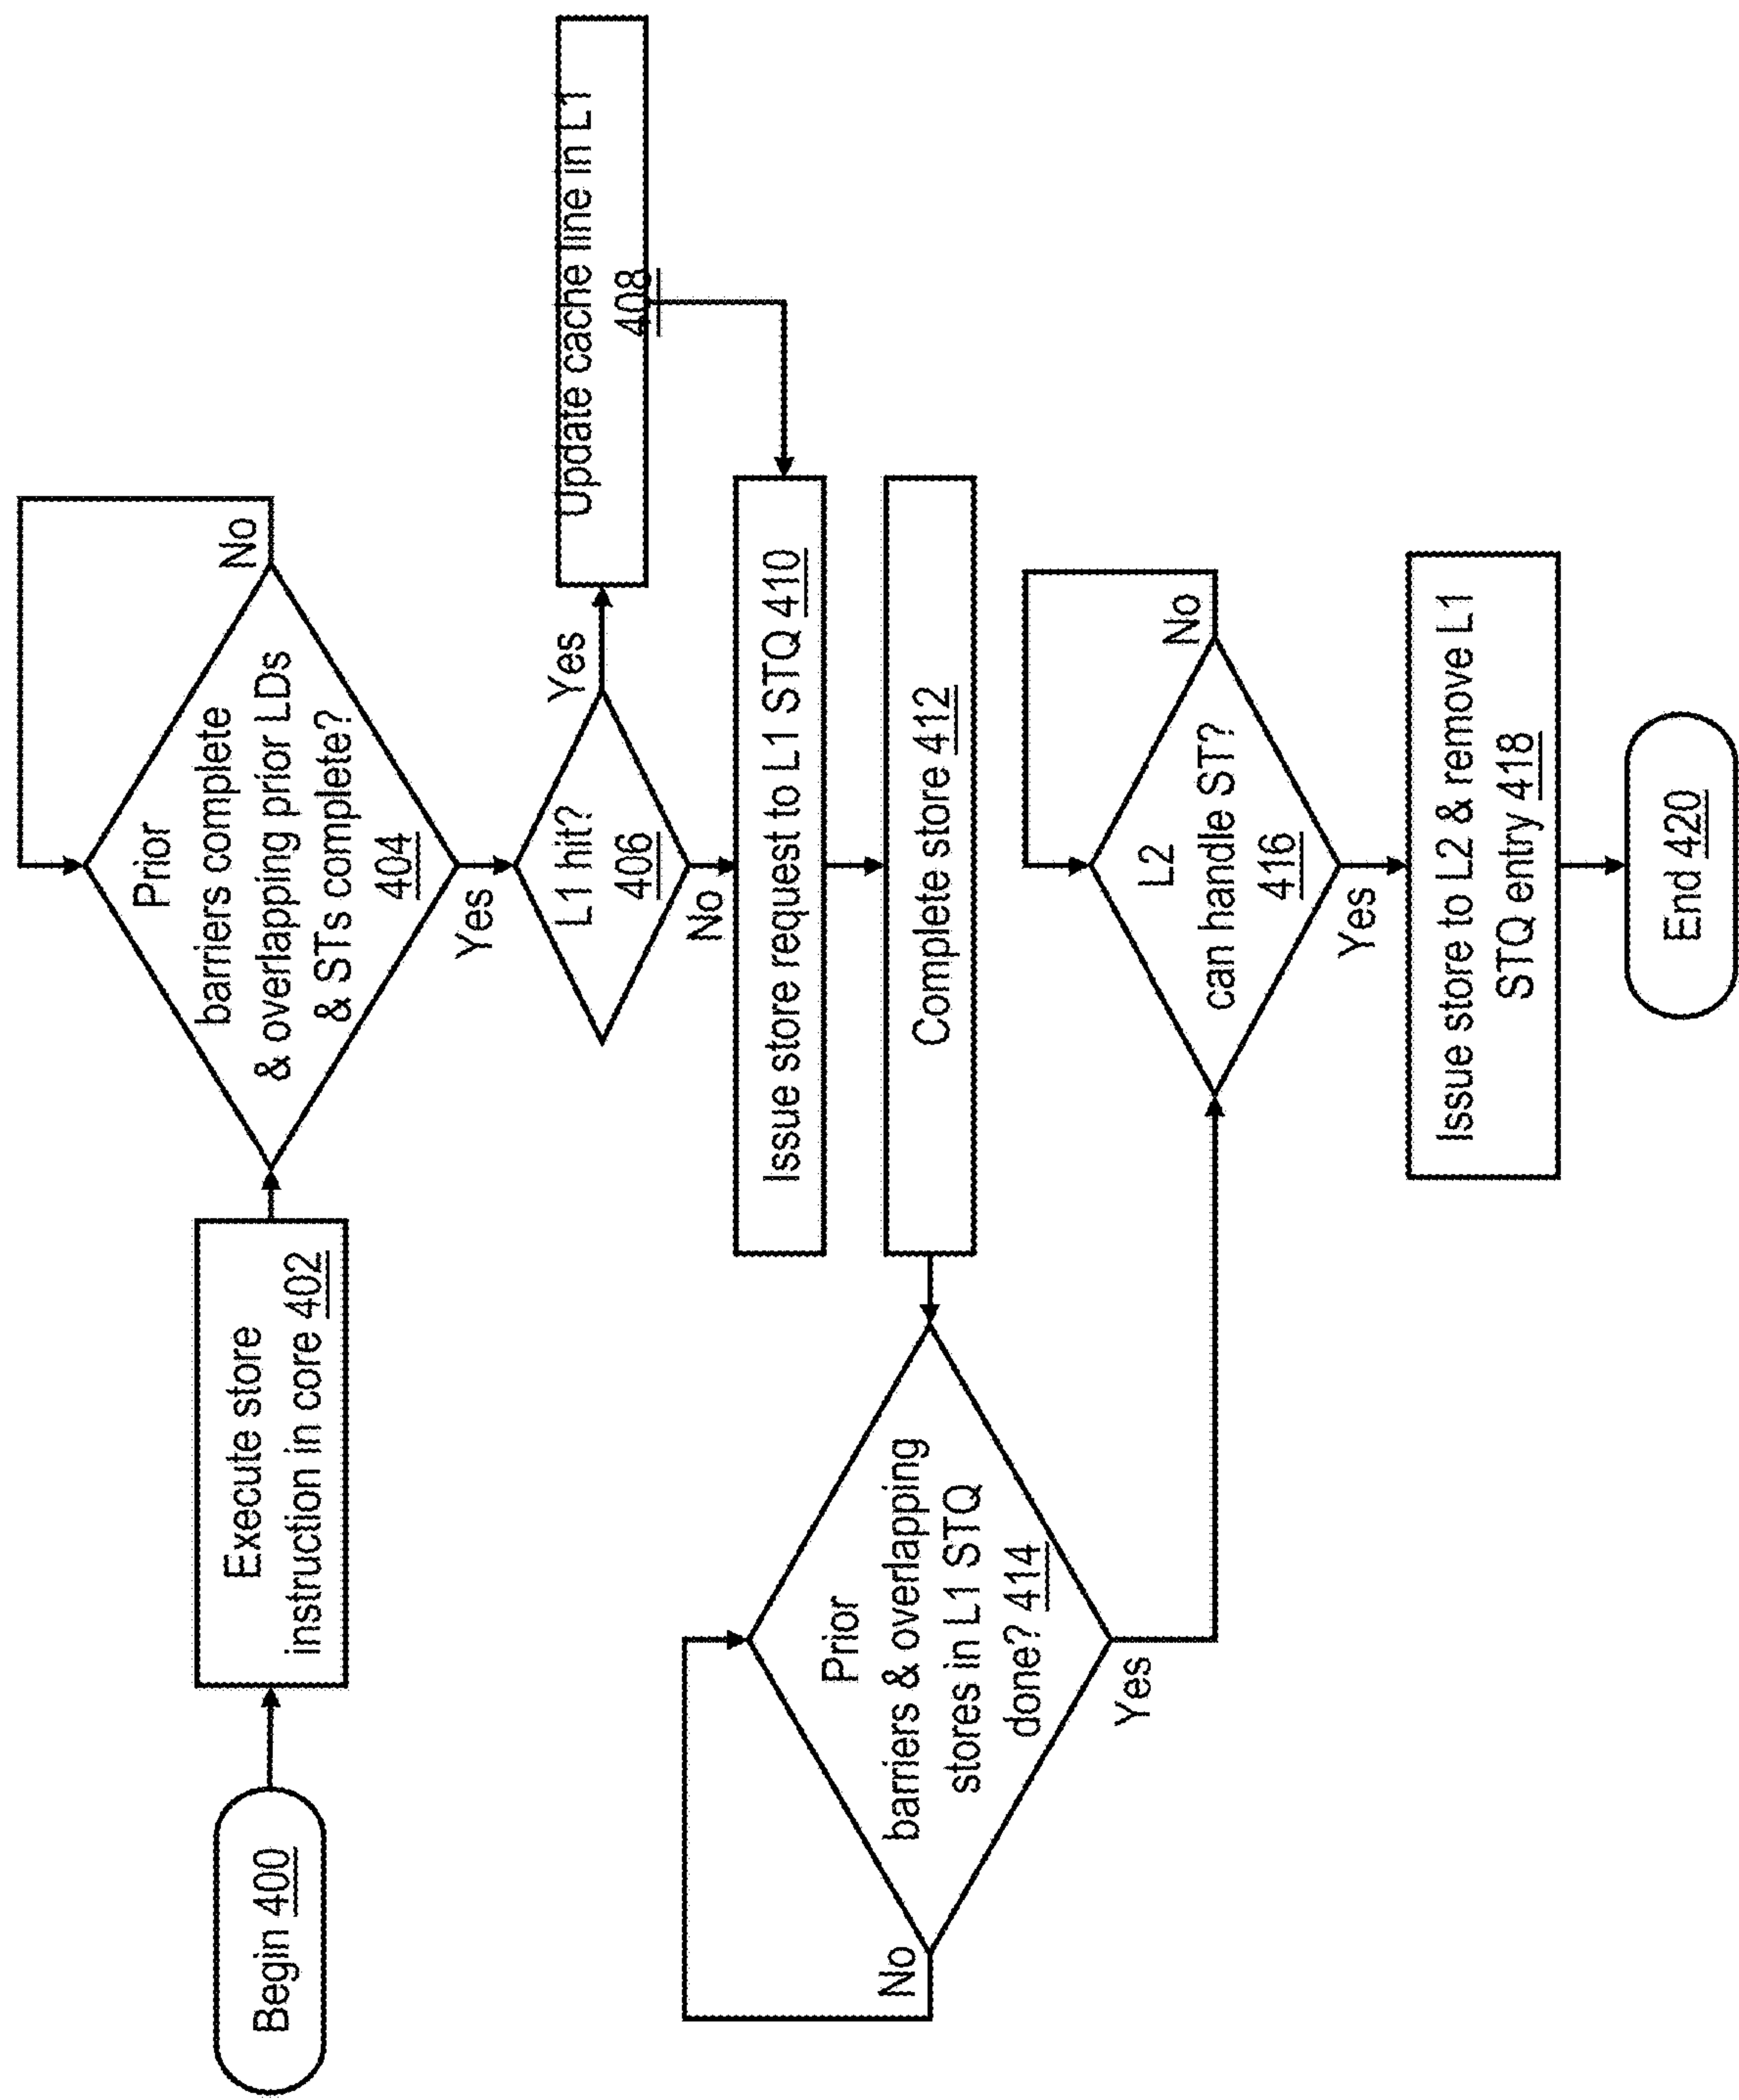 Begin 400
Execute store
instruction in core 402
Prior
barriers complete
& overlapping prior LDs
& STs complete?
404
No
Yes
L1 hit?
406
Yes
No
Update cache line in L1
408
Issue store request to L1 STQ 410
Complete store 412
Prior
barriers & overlapping
stores in L1 STQ
done? 414
No
Yes
L2
can handle ST?
416
No
Yes
Issue store to L2 & remove L1
STQ entry 418
End 420